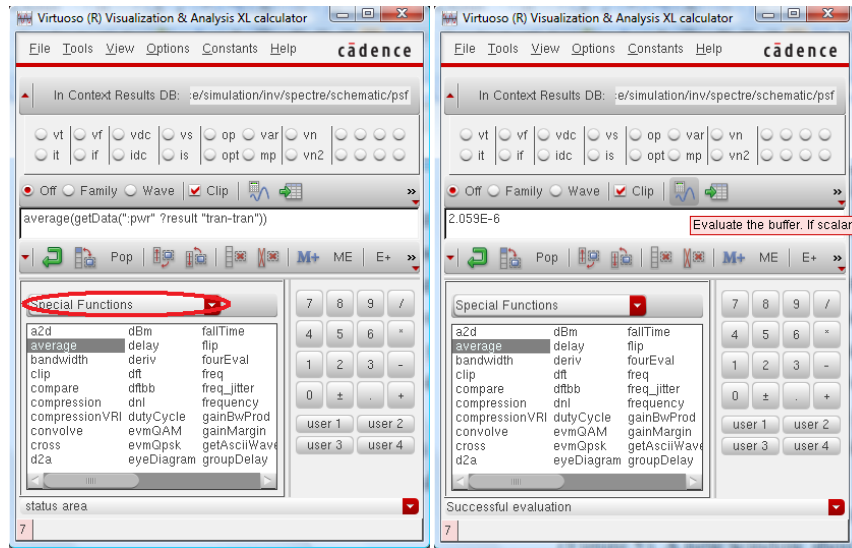 Virtuoso (R) Visualization & Analysis XL calculator
File Tools View Options Constants Help cādence
In Context Results DB: :e/simulation/inv/spectre/schematic/psf
vt vf vdc vs op var vn
it if idc is opt mp vn2
Off Family Wave Clip »
average(getData(":pwr" ?result "tran-tran"))
Pop M+ ME E+ »
Special Functions
7 8 9 /
a2d dBm fallTime
average delay flip
4 5 6 *
bandwidth deriv fourEval
clip dft freq
1 2 3 -
compare dftbb freq_jitter
compression dnl frequency
0 ± . +
compressionVRI dutyCycle gainBwProd
convolve evmQAM gainMargin
user 1 user 2
cross evmQpsk getAsciiWave
d2a eyeDiagram groupDelay
user 3 user 4
status area
7
Virtuoso (R) Visualization & Analysis XL calculator
File Tools View Options Constants Help cādence
In Context Results DB: :e/simulation/inv/spectre/schematic/psf
vt vf vdc vs op var vn
it if idc is opt mp vn2
Off Family Wave Clip »
2.059E-6
Evaluate the buffer. If scalar
Pop M+ ME E+ »
Special Functions
7 8 9 /
a2d dBm fallTime
average delay flip
4 5 6 *
bandwidth deriv fourEval
clip dft freq
1 2 3 -
compare dftbb freq_jitter
compression dnl frequency
0 ± . +
compressionVRI dutyCycle gainBwProd
convolve evmQAM gainMargin
user 1 user 2
cross evmQpsk getAsciiWave
d2a eyeDiagram groupDelay
user 3 user 4
Successful evaluation
7